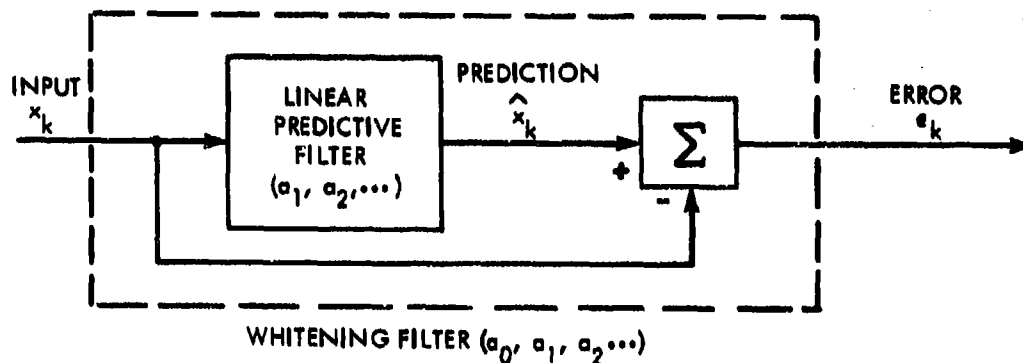 INPUT
x_k
LINEAR
PREDICTIVE
FILTER
(a_1, a_2,···)
PREDICTION
x̂_k
+
Σ
-
ERROR
e_k
WHITENING FILTER (a_0, a_1, a_2···)